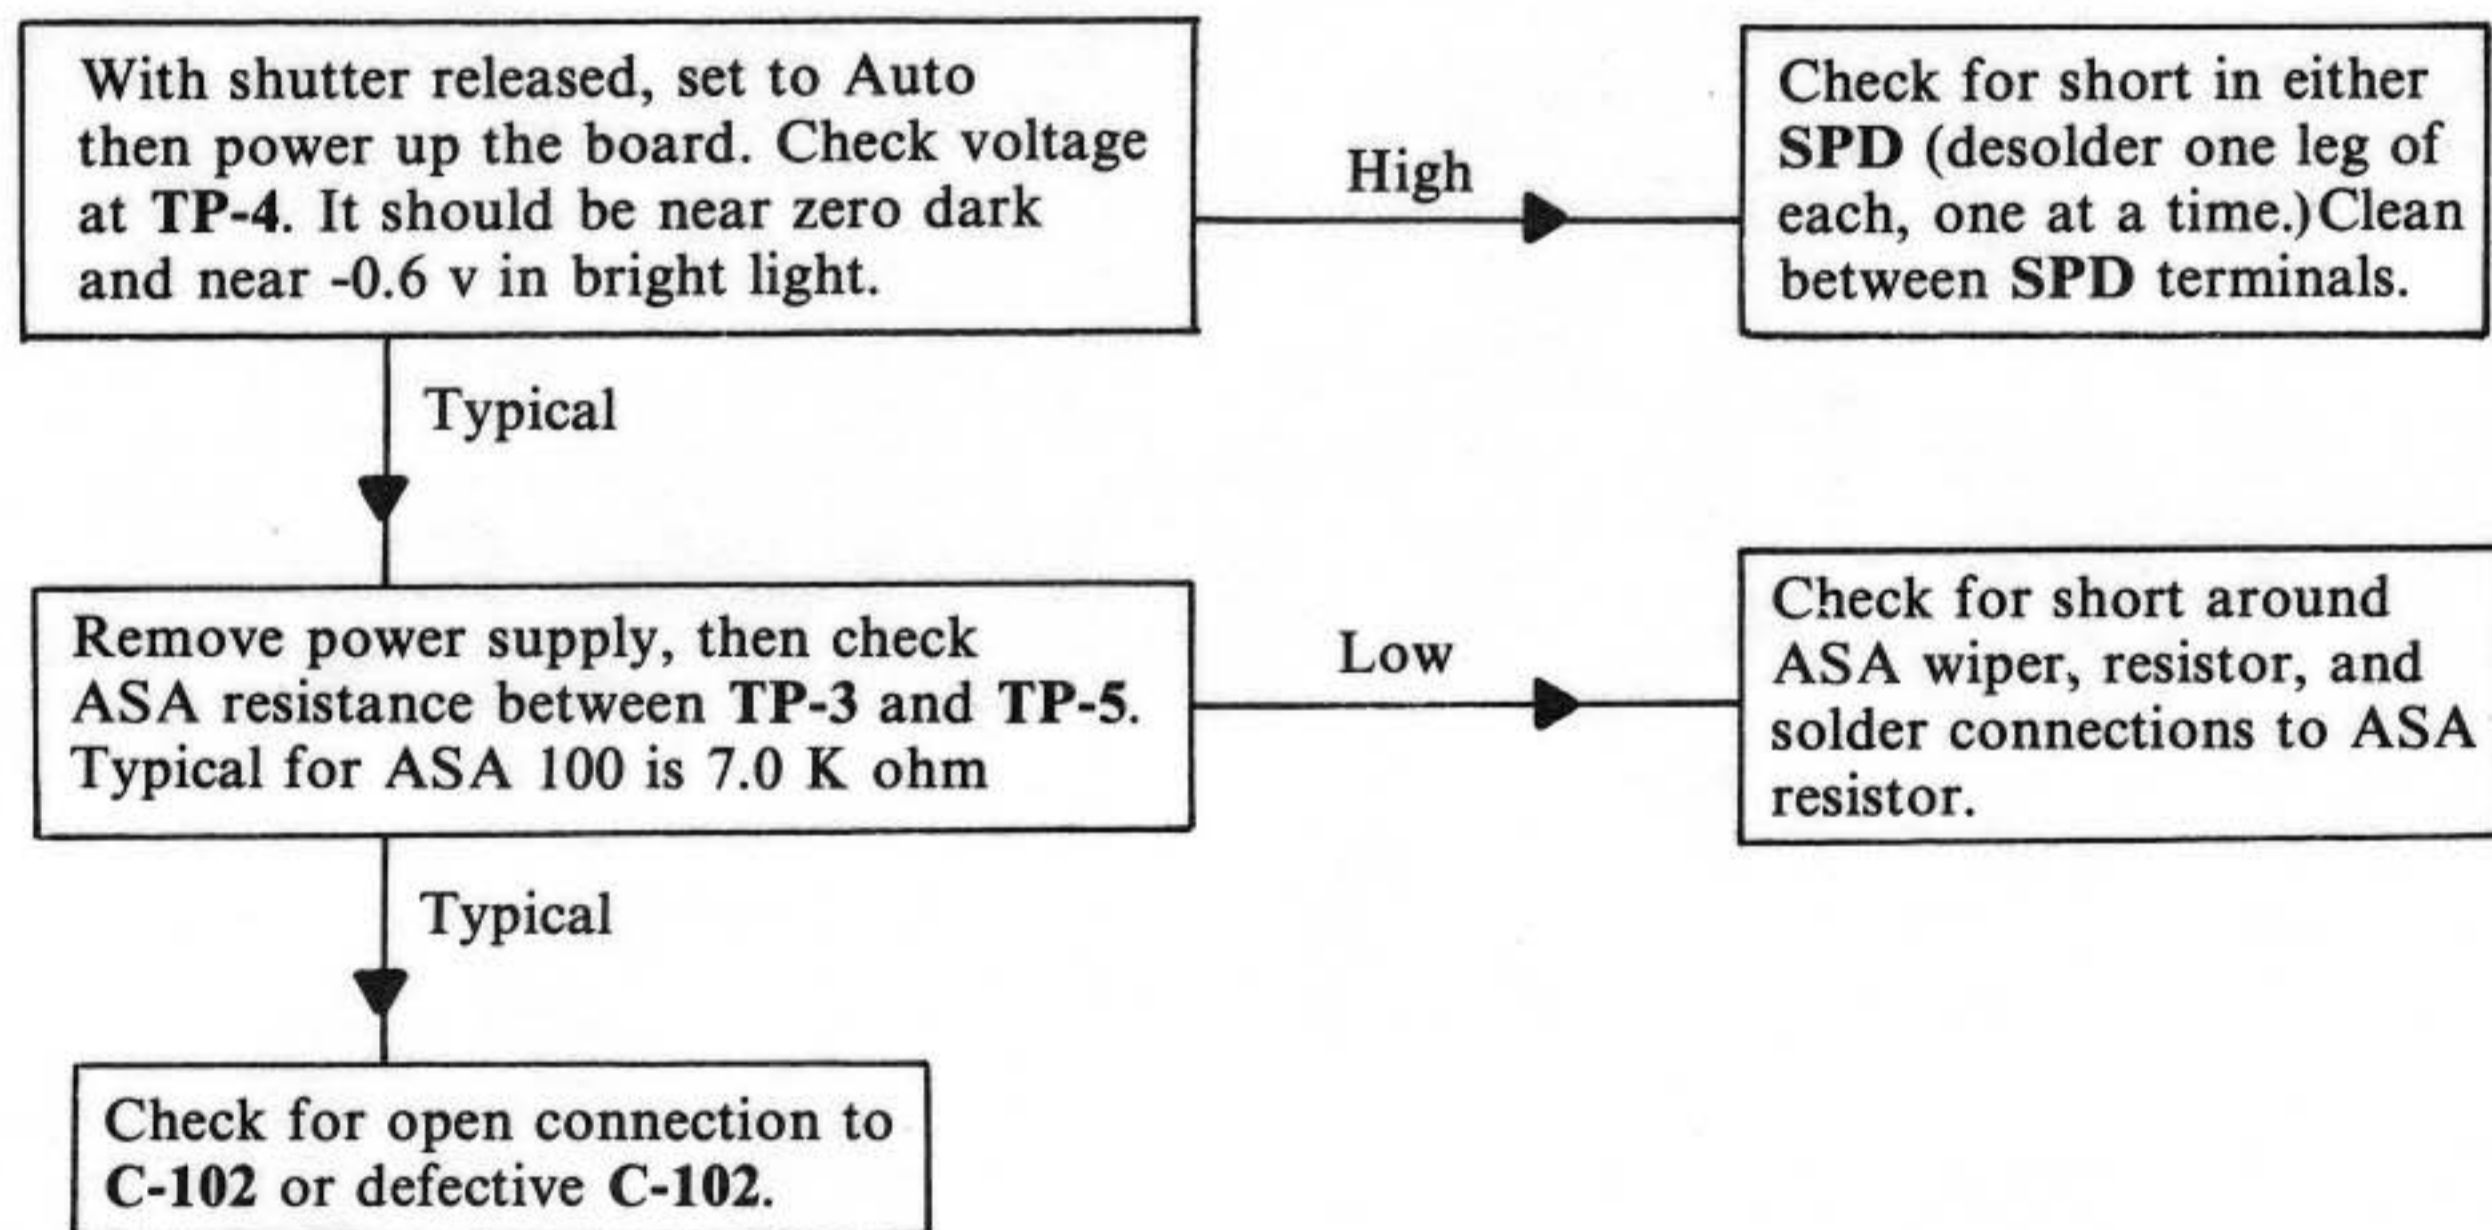 With shutter released, set to Auto
then power up the board. Check voltage
at TP-4. It should be near zero dark
and near -0.6 v in bright light.
High
Check for short in either
SPD (desolder one leg of
each, one at a time.)Clean
between SPD terminals.
Typical
Remove power supply, then check
ASA resistance between TP-3 and TP-5.
Typical for ASA 100 is 7.0 K ohm
Low
Check for short around
ASA wiper, resistor, and
solder connections to ASA
resistor.
Typical
Check for open connection to
C-102 or defective C-102.